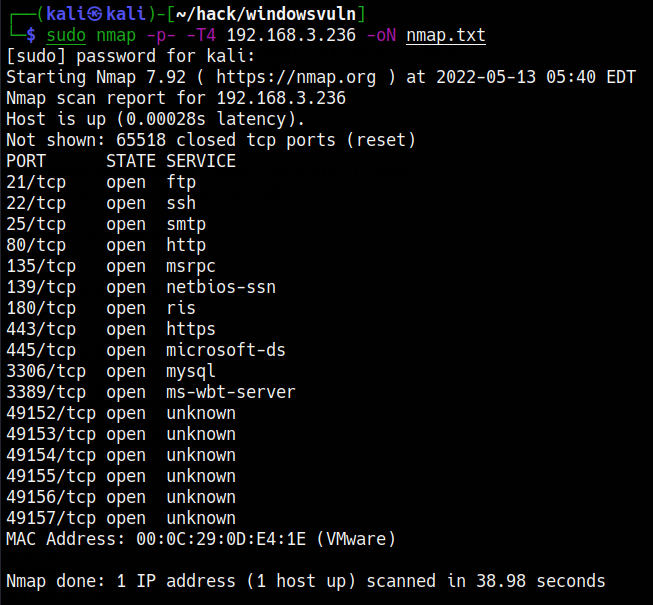 ┌──(kali㉿kali)-[~/hack/windowsvuln]
└─$ sudo nmap -p- -T4 192.168.3.236 -oN nmap.txt
[sudo] password for kali:
Starting Nmap 7.92 ( https://nmap.org ) at 2022-05-13 05:40 EDT
Nmap scan report for 192.168.3.236
Host is up (0.00028s latency).
Not shown: 65518 closed tcp ports (reset)
PORT      STATE SERVICE
21/tcp    open  ftp
22/tcp    open  ssh
25/tcp    open  smtp
80/tcp    open  http
135/tcp   open  msrpc
139/tcp   open  netbios-ssn
180/tcp   open  ris
443/tcp   open  https
445/tcp   open  microsoft-ds
3306/tcp  open  mysql
3389/tcp  open  ms-wbt-server
49152/tcp open  unknown
49153/tcp open  unknown
49154/tcp open  unknown
49155/tcp open  unknown
49156/tcp open  unknown
49157/tcp open  unknown
MAC Address: 00:0C:29:0D:E4:1E (VMware)

Nmap done: 1 IP address (1 host up) scanned in 38.98 seconds